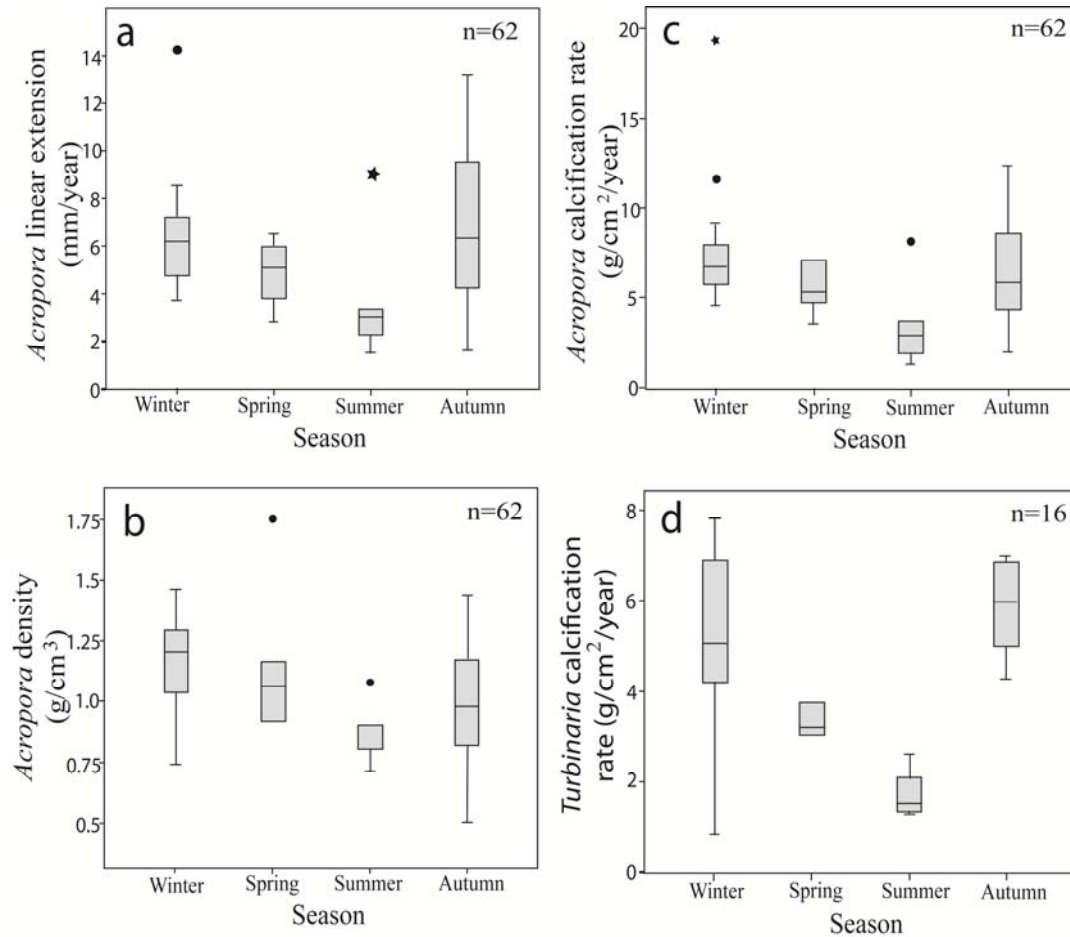 a
n=62
Acropora linear extension
(mm/year)
14
12
10
8
6
4
2
0
Winter Spring Summer Autumn
Season
c
n=62
Acropora calcification rate
(g/cm²/year)
20
15
10
5
0
Winter Spring Summer Autumn
Season
b
n=62
Acropora density
(g/cm³)
1.75
1.5
1.25
1.0
0.75
0.5
Winter Spring Summer Autumn
Season
d
n=16
Turbinaria calcification
rate (g/cm²/year)
8
6
4
2
0
Winter Spring Summer Autumn
Season